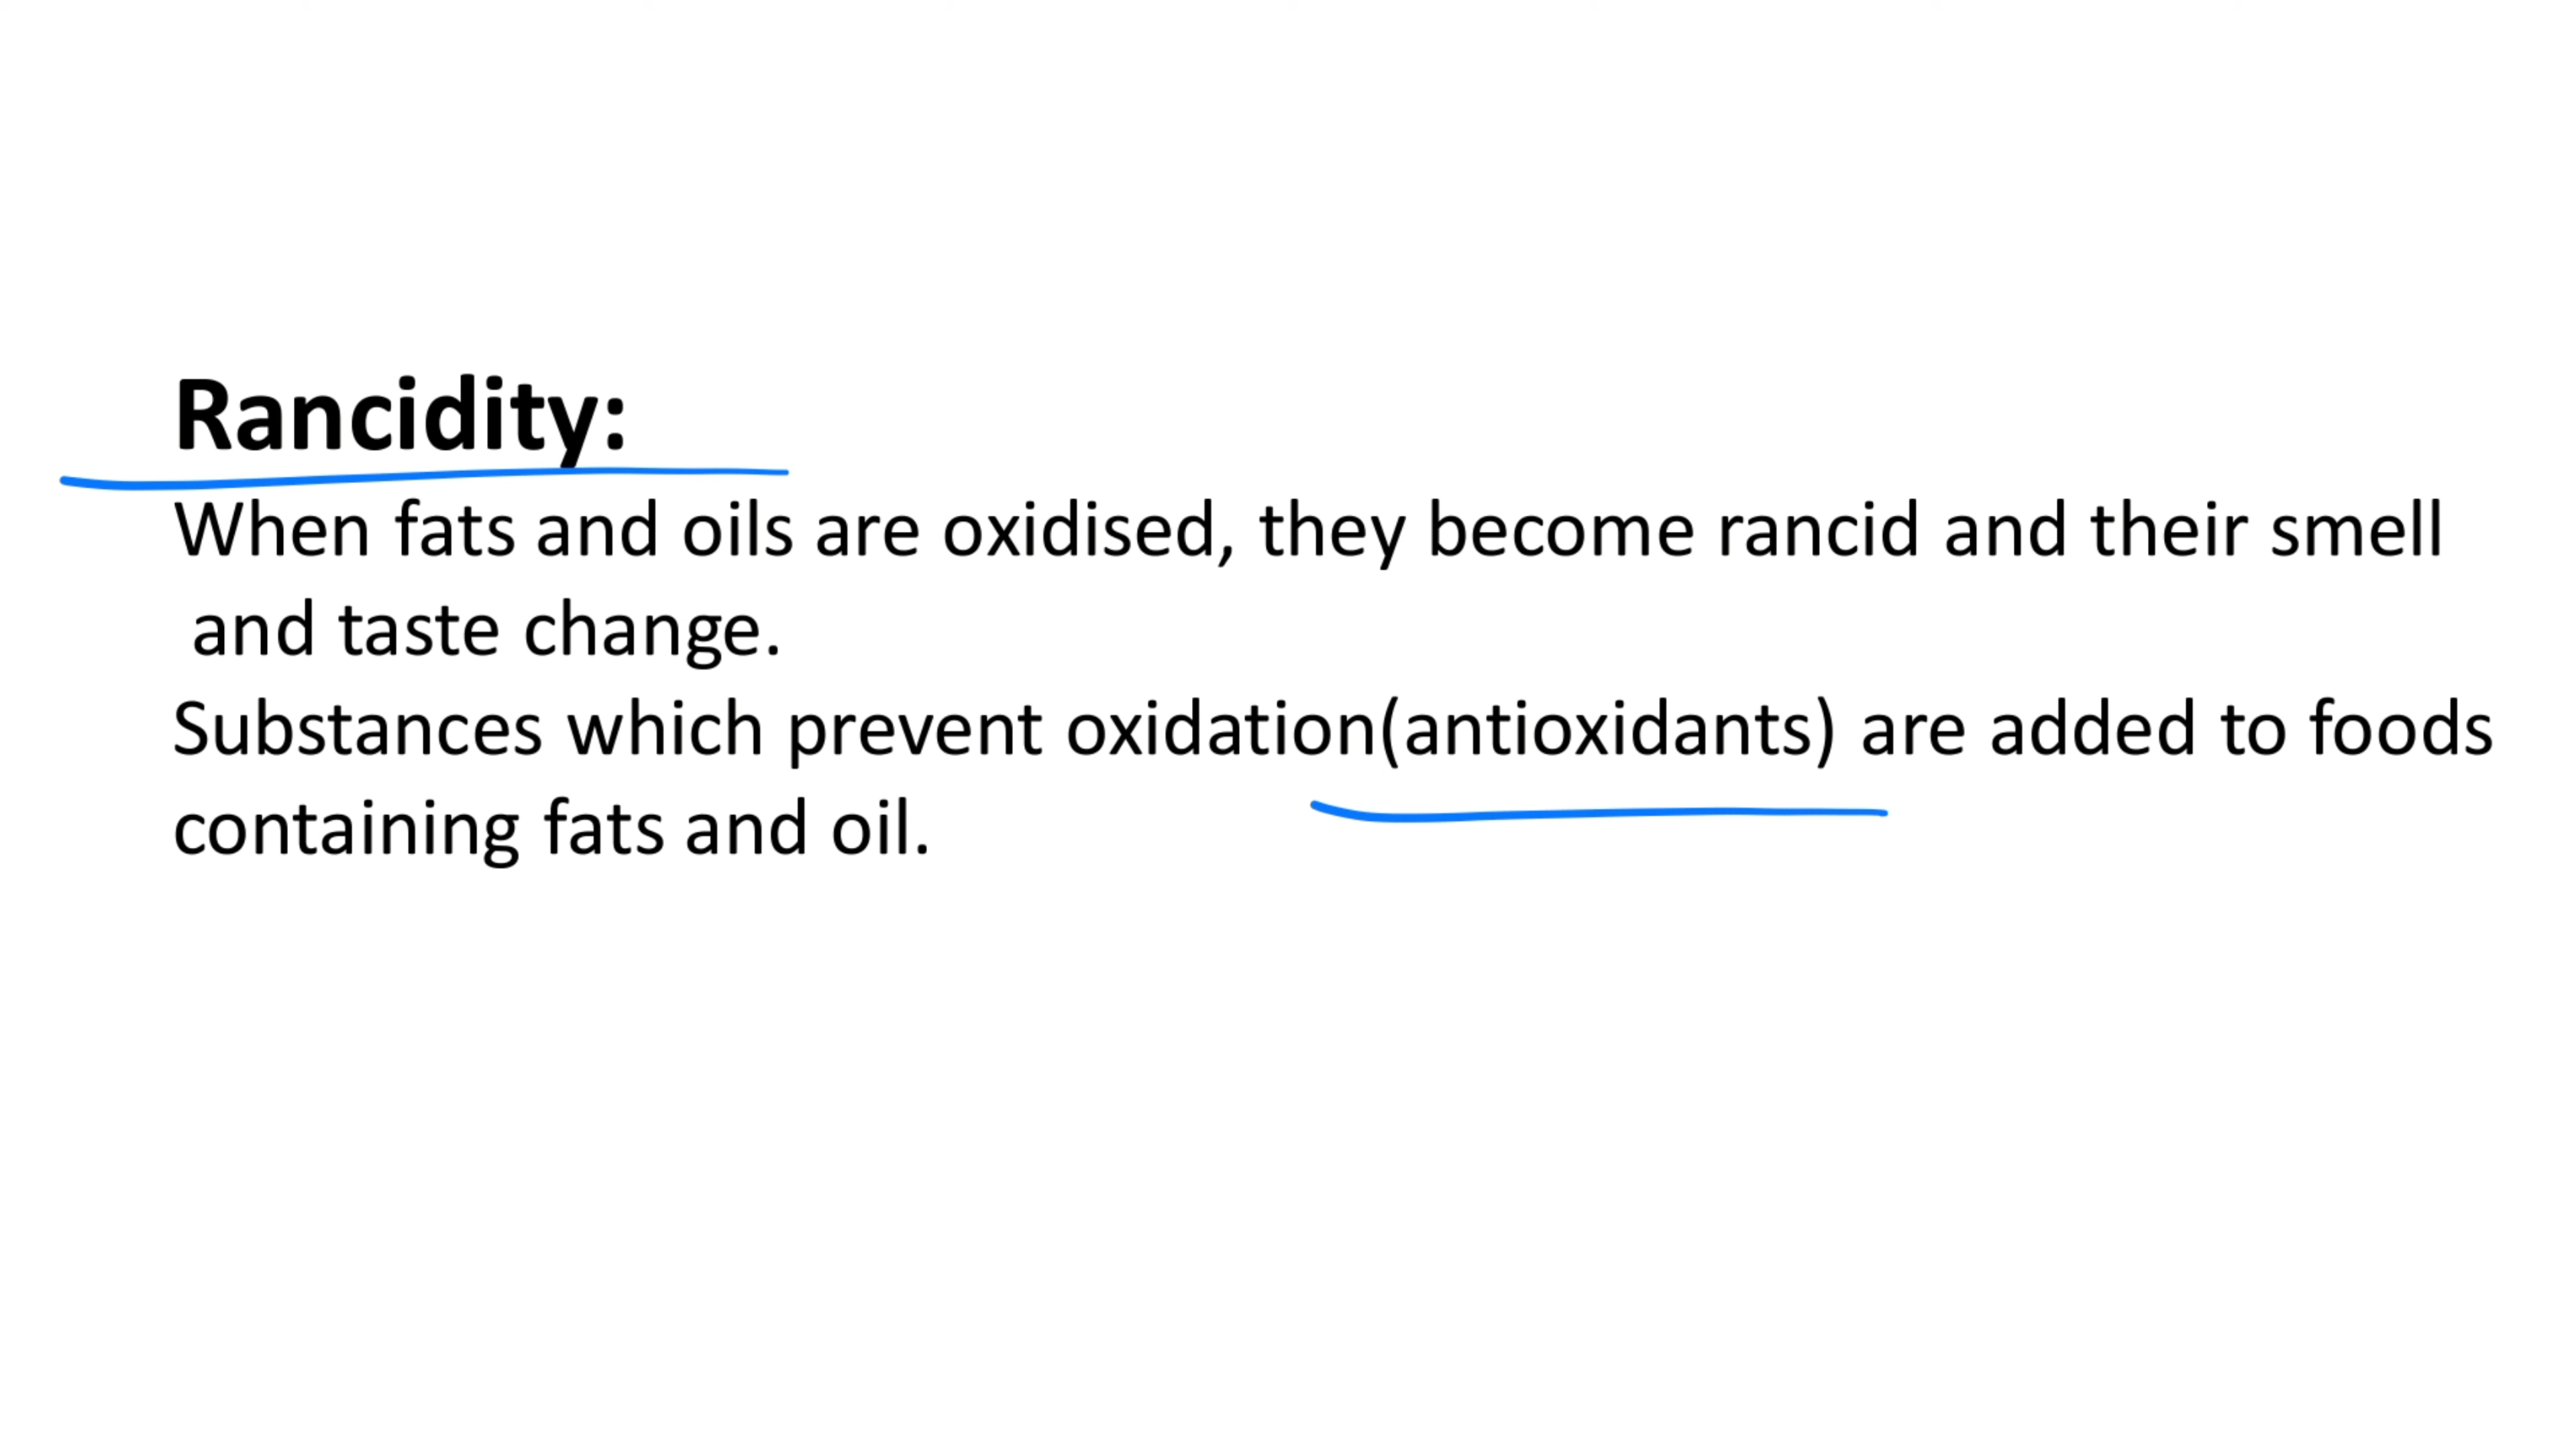 Rancidity:
When fats and oils are oxidised, they become rancid and their smell
and taste change.
Substances which prevent oxidation(antioxidants) are added to foods
containing fats and oil.